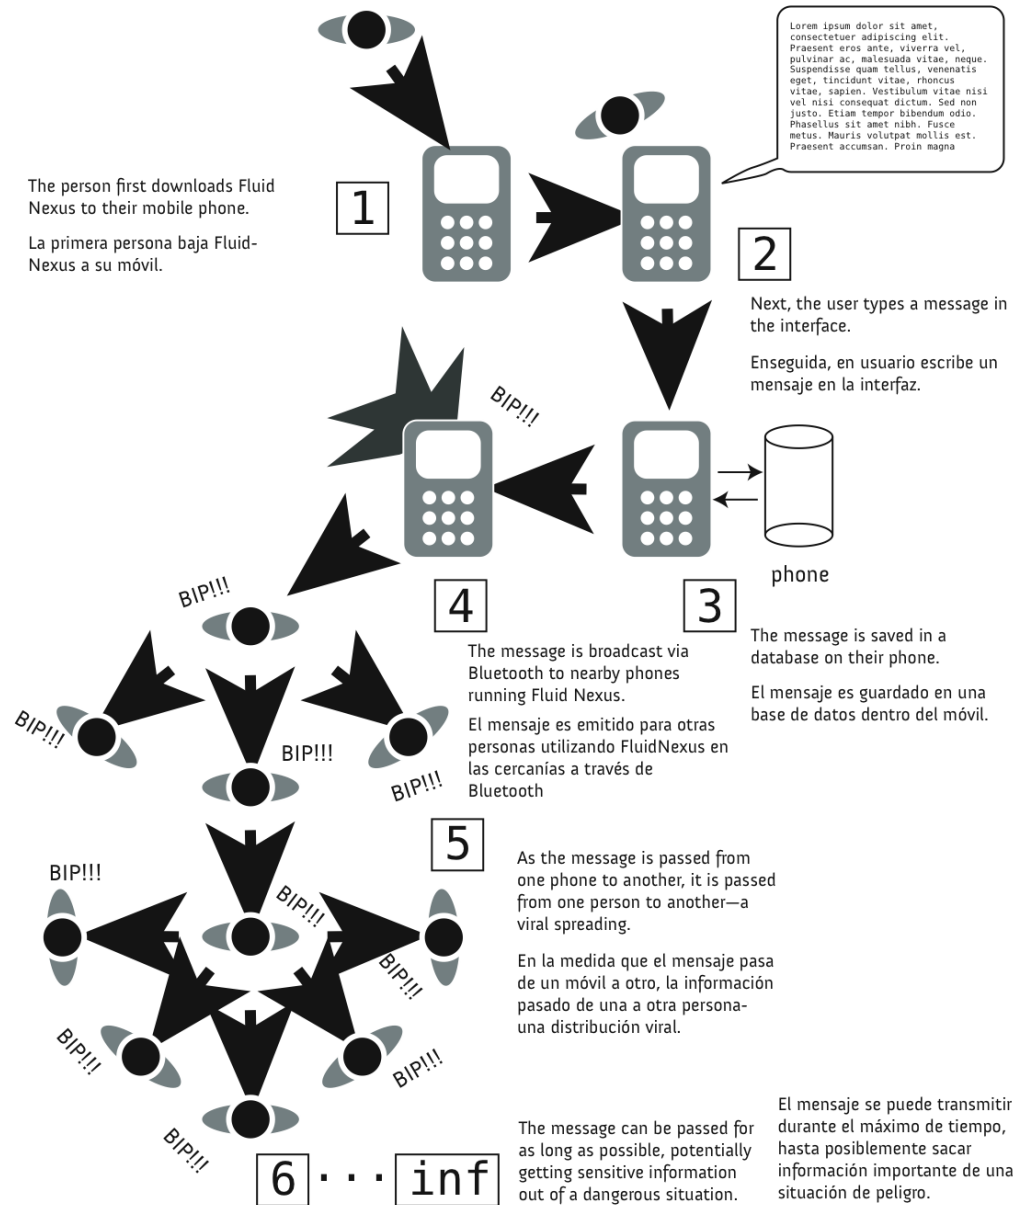 Lorem ipsum dolor sit amet,
consectetuer adipiscing elit.
Praesent eros ante, viverra vel,
pulvinar ac, malesuada vitae, neque.
Suspendisse quam tellus, venenatis
eget, tincidunt vitae, rhoncus
vitae, sapien. Vestibulum vitae nisi
vel nisi consequat dictum. Sed non
justo. Etiam tempor bibendum odio.
Phasellus sit amet nibh. Fusce
metus. Mauris volutpat mollis est.
Praesent accumsan. Proin magna
The person first downloads Fluid
Nexus to their mobile phone.
La primera persona baja Fluid-
Nexus a su móvil.
1
2
Next, the user types a message in
the interface.
Enseguida, en usuario escribe un
mensaje en la interfaz.
BIP!!!
phone
3
The message is saved in a
database on their phone.
El mensaje es guardado en una
base de datos dentro del móvil.
4
The message is broadcast via
Bluetooth to nearby phones
running Fluid Nexus.
El mensaje es emitido para otras
personas utilizando FluidNexus en
las cercanías a través de
Bluetooth
BIP!!!
BIP!!!
BIP!!!
BIP!!!
5
As the message is passed from
one phone to another, it is passed
from one person to another—a
viral spreading.
En la medida que el mensaje pasa
de un móvil a otro, la información
pasado de una a otra persona-
una distribución viral.
BIP!!!
BIP!!!
BIP!!!
BIP!!!
BIP!!!
BIP!!!
6 ··· inf
The message can be passed for
as long as possible, potentially
getting sensitive information
out of a dangerous situation.
El mensaje se puede transmitir
durante el máximo de tiempo,
hasta posiblemente sacar
información importante de una
situación de peligro.